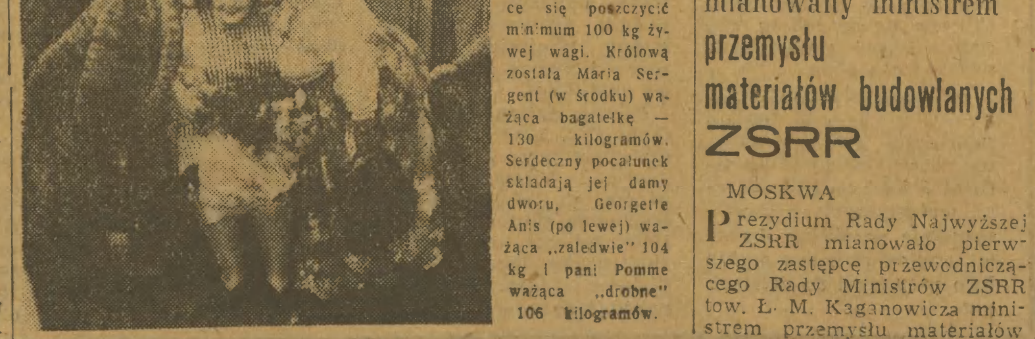 ce się poszczycić
minimum 100 kg ży-
wej wagi. Królową
została Maria Ser-
gent (w środku) wa-
żąca bagatelkę —
130 kilogramów.
Serdeczny pocałunek
składają jej damy
dworu, Georgette
Anis (po lewej) wa-
żąca „zaledwie" 104
kg i pani Pomme
ważąca „drobne"
106 kilogramów.
mianowany ministrem
przemysłu
materiałów budowlanych
ZSRR
MOSKWA
Prezydium Rady Najwyższej
ZSRR mianowało pierw-
szego zastępcę przewodniczą-
cego Rady Ministrów ZSRR
tow. Ł. M. Kaganowicza mini-
strem przemysłu materiałów